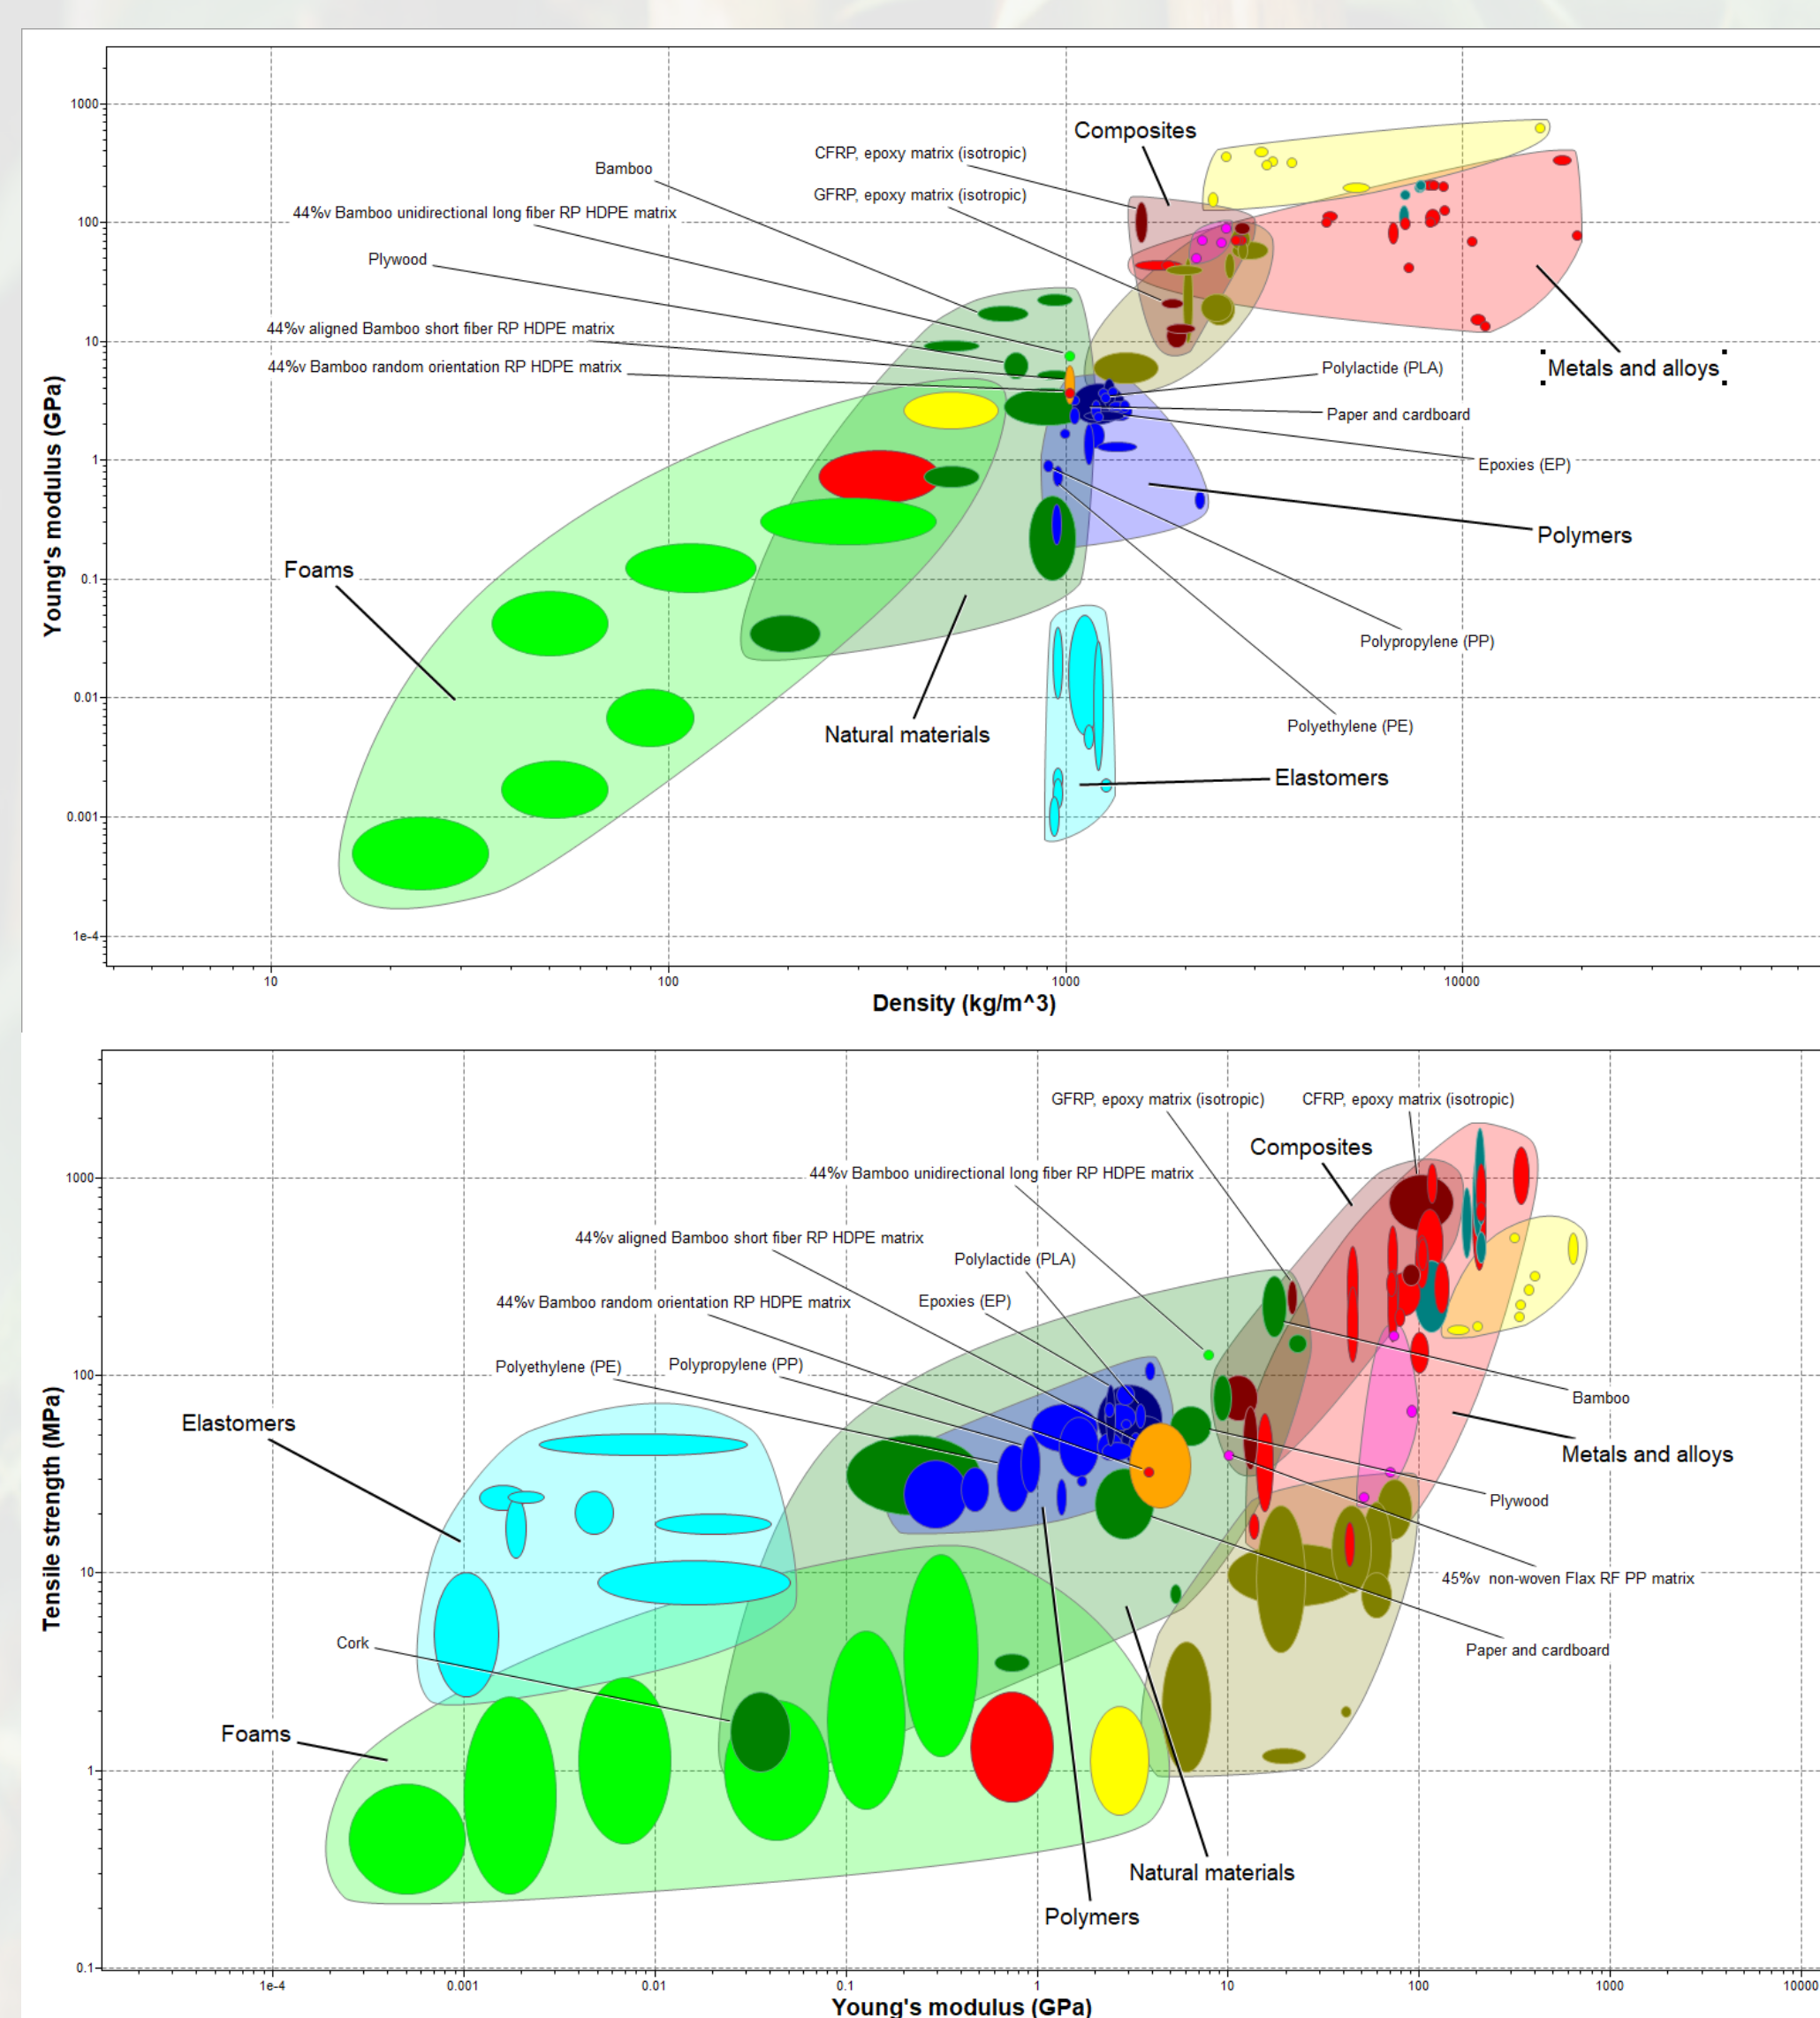 1000
100
10
1
0.1
0.01
0.001
1e-4
Young's modulus (GPa)
Composites
CFRP, epoxy matrix (isotropic)
Bamboo
GFRP, epoxy matrix (isotropic)
44%v Bamboo unidirectional long fiber RP HDPE matrix
Plywood
44%v aligned Bamboo short fiber RP HDPE matrix
44%v Bamboo random orientation RP HDPE matrix
Polylactide (PLA)
Metals and alloys
Paper and cardboard
Epoxies (EP)
Polymers
Foams
Polypropylene (PP)
Natural materials
Polyethylene (PE)
Elastomers
10
100
1000
10000
Density (kg/m^3)
1000
100
10
1
0.1
Tensile strength (MPa)
GFRP, epoxy matrix (isotropic)
CFRP, epoxy matrix (isotropic)
Composites
44%v Bamboo unidirectional long fiber RP HDPE matrix
44%v aligned Bamboo short fiber RP HDPE matrix
Polylactide (PLA)
44%v Bamboo random orientation RP HDPE matrix
Epoxies (EP)
Polyethylene (PE)
Polypropylene (PP)
Bamboo
Elastomers
Metals and alloys
Plywood
45%v non-woven Flax RF PP matrix
Cork
Paper and cardboard
Foams
Natural materials
Polymers
1e-4
0.001
0.01
0.1
1
10
100
1000
10000
Young's modulus (GPa)